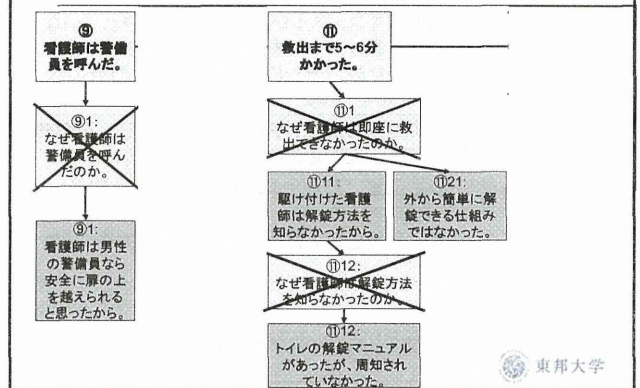 ⑨
看護師は警備
員を呼んだ。
⑨1:
なぜ看護師は
警備員を呼ん
だのか。
⑨1:
看護師は男性
の警備員なら
安全に扉の上
を越えられる
と思ったから。
⑪
救出まで5～6分
かかった。
⑪1
なぜ看護師は即座に救
出できなかったのか。
⑪11:
駆け付けた看護
師は解錠方法を
知らなかったから。
⑪21:
外から簡単に解
錠できる仕組み
ではなかった。
⑪12:
なぜ看護師は解錠方法
を知らなかったのか。
⑪12:
トイレの解錠マニュアル
があったが、周知され
ていなかった。
東邦大学